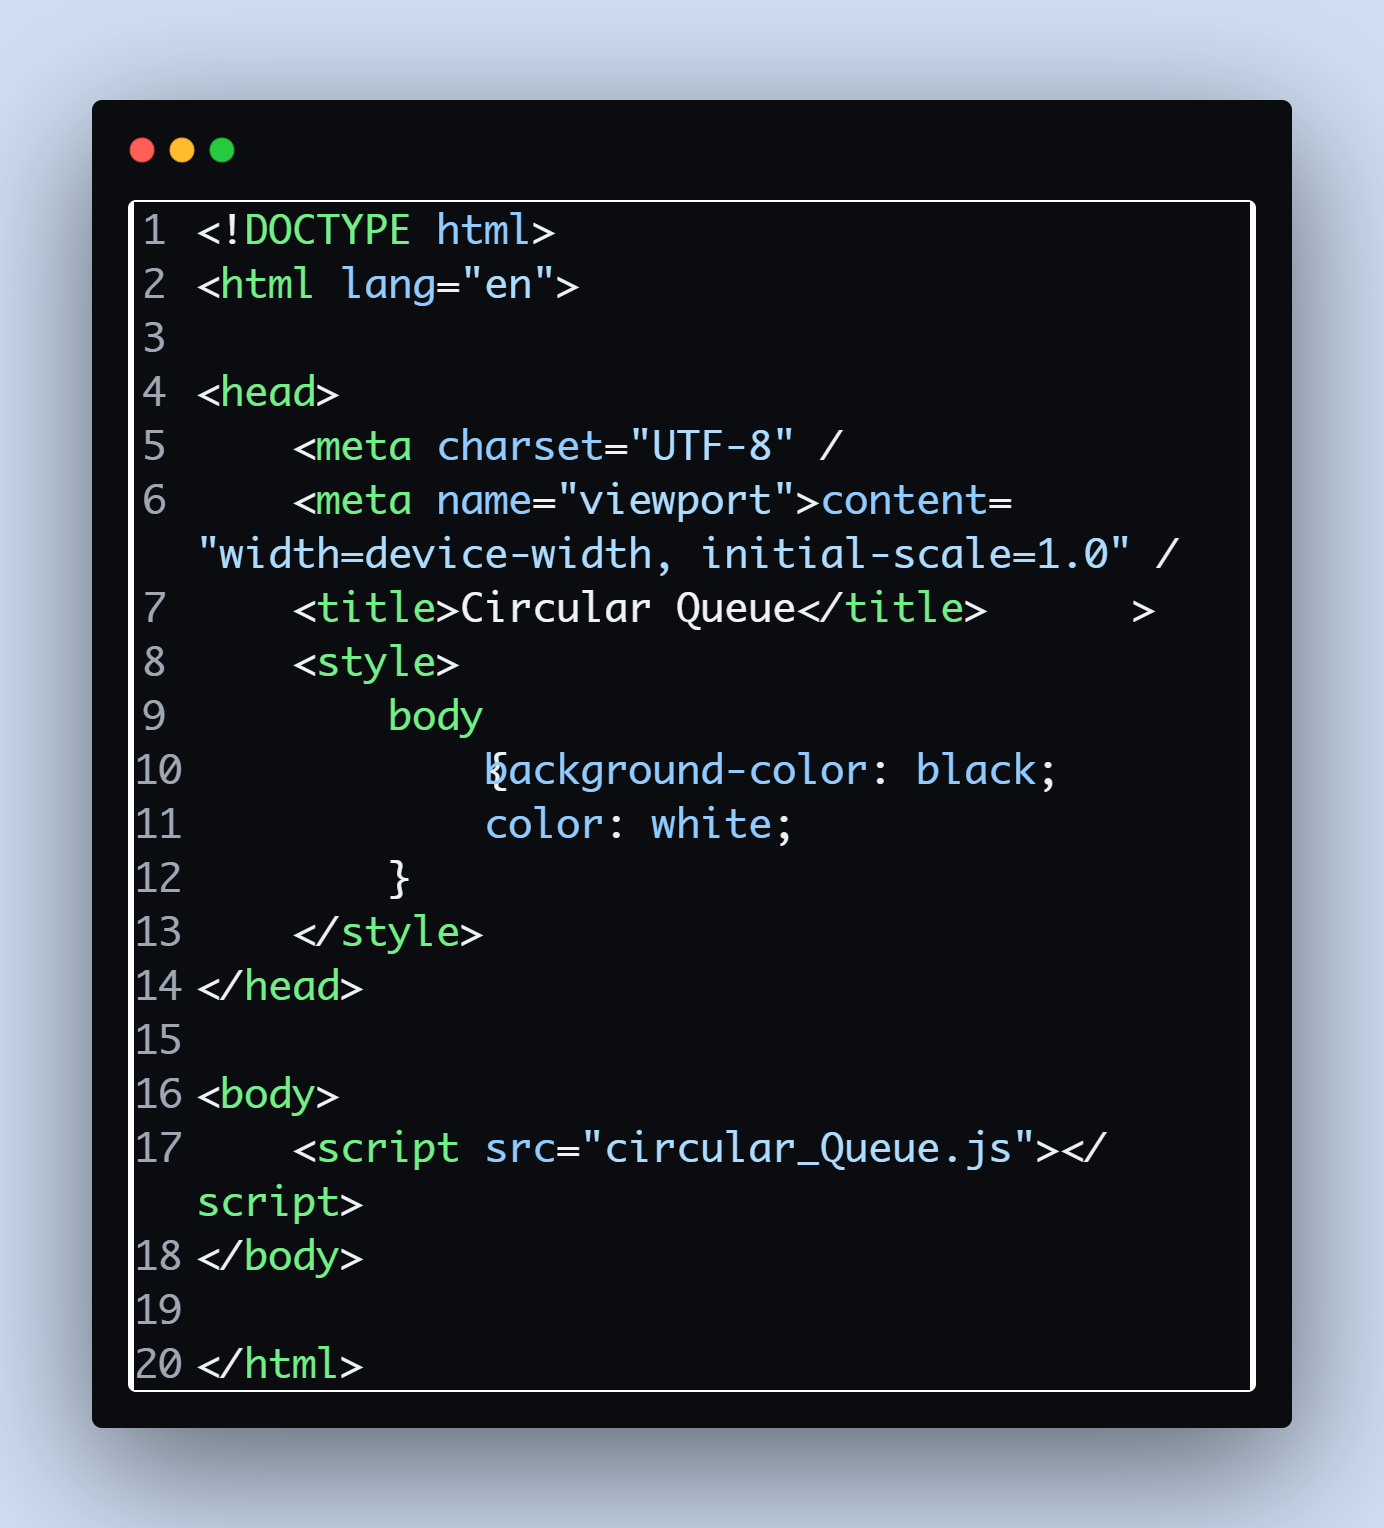 1 <!DOCTYPE html>
2 <html lang="en">
3
4 <head>
5     <meta charset="UTF-8" /
6     <meta name="viewport">content=
"width=device-width, initial-scale=1.0" /
7     <title>Circular Queue</title>      >
8     <style>
9         body
10             {background-color: black;
11             color: white;
12         }
13     </style>
14 </head>
15
16 <body>
17     <script src="circular_Queue.js"></
script>
18 </body>
19
20 </html>